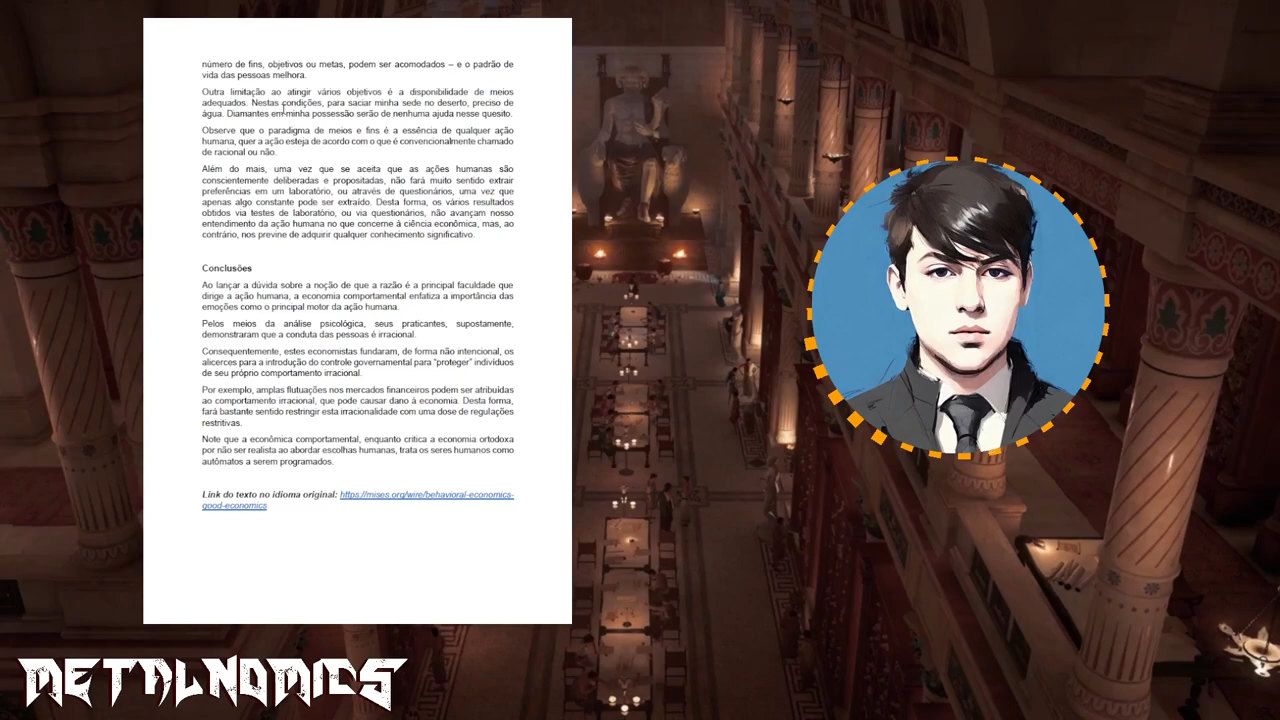 número de fins, objetivos ou metas, podem ser acomodados – e o padrão de
vida das pessoas melhora.
Outra limitação ao atingir vários objetivos é a disponibilidade de meios
adequados. Nestas condições, para saciar minha sede no deserto, preciso de
água. Diamantes em minha possessão serão de nenhuma ajuda nesse quesito.
Observe que o paradigma de meios e fins é a essência de qualquer ação
humana, quer a ação esteja de acordo com o que é convencionalmente chamado
de racional ou não.
Além do mais, uma vez que se aceita que as ações humanas são
conscientemente deliberadas e propositadas, não fará muito sentido extrair
preferências em um laboratório, ou através de questionários, uma vez que
apenas algo constante pode ser extraído. Desta forma, os vários resultados
obtidos via testes de laboratório, ou via questionários, não avançam nosso
entendimento da ação humana no que concerne à ciência econômica, mas, ao
contrário, nos previne de adquirir qualquer conhecimento significativo.
Conclusões
Ao lançar a dúvida sobre a noção de que a razão é a principal faculdade que
dirige a ação humana, a economia comportamental enfatiza a importância das
emoções como o principal motor da ação humana.
Pelos meios da análise psicológica, seus praticantes, supostamente,
demonstraram que a conduta das pessoas é irracional.
Consequentemente, estes economistas fundaram, de forma não intencional, os
alicerces para a introdução do controle governamental para “proteger” indivíduos
de seu próprio comportamento irracional.
Por exemplo, amplas flutuações nos mercados financeiros podem ser atribuídas
ao comportamento irracional, que pode causar dano à economia. Desta forma,
fará bastante sentido restringir esta irracionalidade com uma dose de regulações
restritivas.
Note que a econômica comportamental, enquanto critica a economia ortodoxa
por não ser realista ao abordar escolhas humanas, trata os seres humanos como
autômatos a serem programados.
Link do texto no idioma original: https://mises.org/wire/behavioral-economics-
good-economics
METALNOMICS